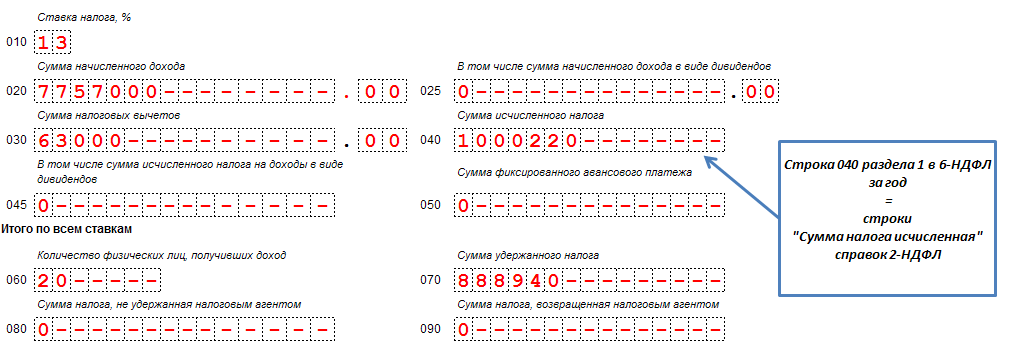 Ставка налога, %
010 13
Сумма начисленного дохода
В том числе сумма начисленного дохода в виде дивидендов
020 7757000---------.00 025 0--------------.00
Сумма налоговых вычетов
Сумма исчисленного налога
030 63000-----------.00 040 1000220--------
В том числе сумма исчисленного налога на доходы в виде
дивидендов
Сумма фиксированного авансового платежа
045 0--------------- 050 0--------------
Итого по всем ставкам
Количество физических лиц, получивших доход
Сумма удержанного налога
060 20----- 070 888940---------
Сумма налога, не удержанная налоговым агентом
Сумма налога, возвращенная налоговым агентом
080 0--------------- 090 0--------------
Строка 040 раздела 1 в 6-НДФЛ
за год
=
строки
"Сумма налога исчисленная"
справок 2-НДФЛ